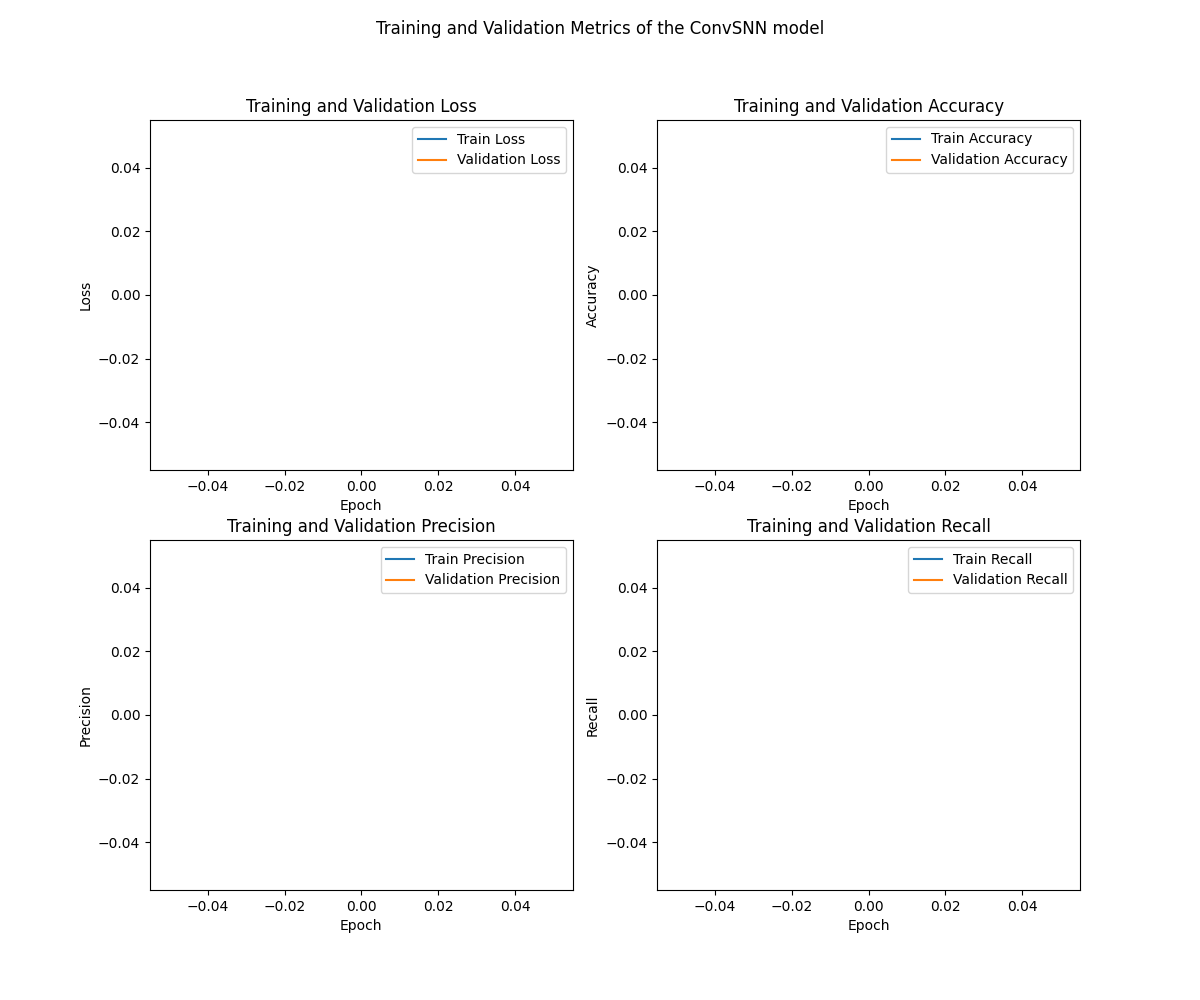 Training and Validation Metrics of the ConvSNN model
Training and Validation Loss
Train Loss
Validation Loss
0.04
0.02
0.00
−0.02
−0.04
Loss
−0.04 −0.02 0.00 0.02 0.04
Epoch
Training and Validation Accuracy
Train Accuracy
Validation Accuracy
0.04
0.02
0.00
−0.02
−0.04
Accuracy
−0.04 −0.02 0.00 0.02 0.04
Epoch
Training and Validation Precision
Train Precision
Validation Precision
0.04
0.02
0.00
−0.02
−0.04
Precision
−0.04 −0.02 0.00 0.02 0.04
Epoch
Training and Validation Recall
Train Recall
Validation Recall
0.04
0.02
0.00
−0.02
−0.04
Recall
−0.04 −0.02 0.00 0.02 0.04
Epoch